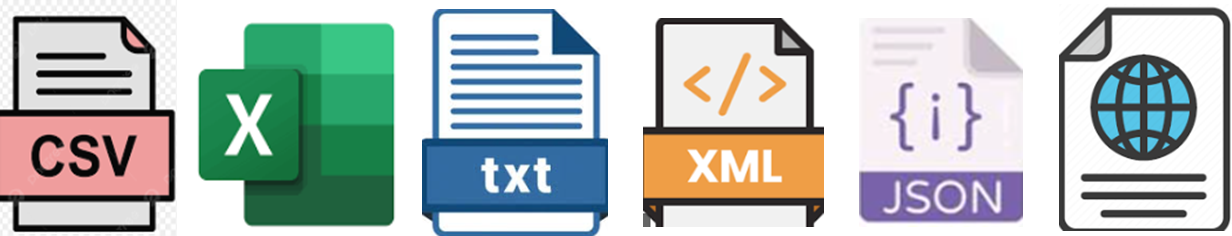 CSV
X
txt
</>
XML
{i}
JSON